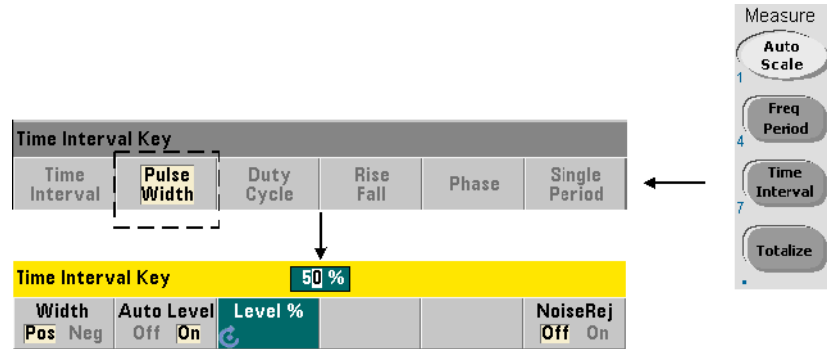 Measure
Auto
Scale
1
Freq
Period
4
Time
Interval
7
Totalize
.
Time Interval Key
Time
Interval
Pulse
Width
Duty
Cycle
Rise
Fall
Phase
Single
Period
Time Interval Key 50 %
Width
Pos Neg
Auto Level
Off On
Level %
NoiseRej
Off On